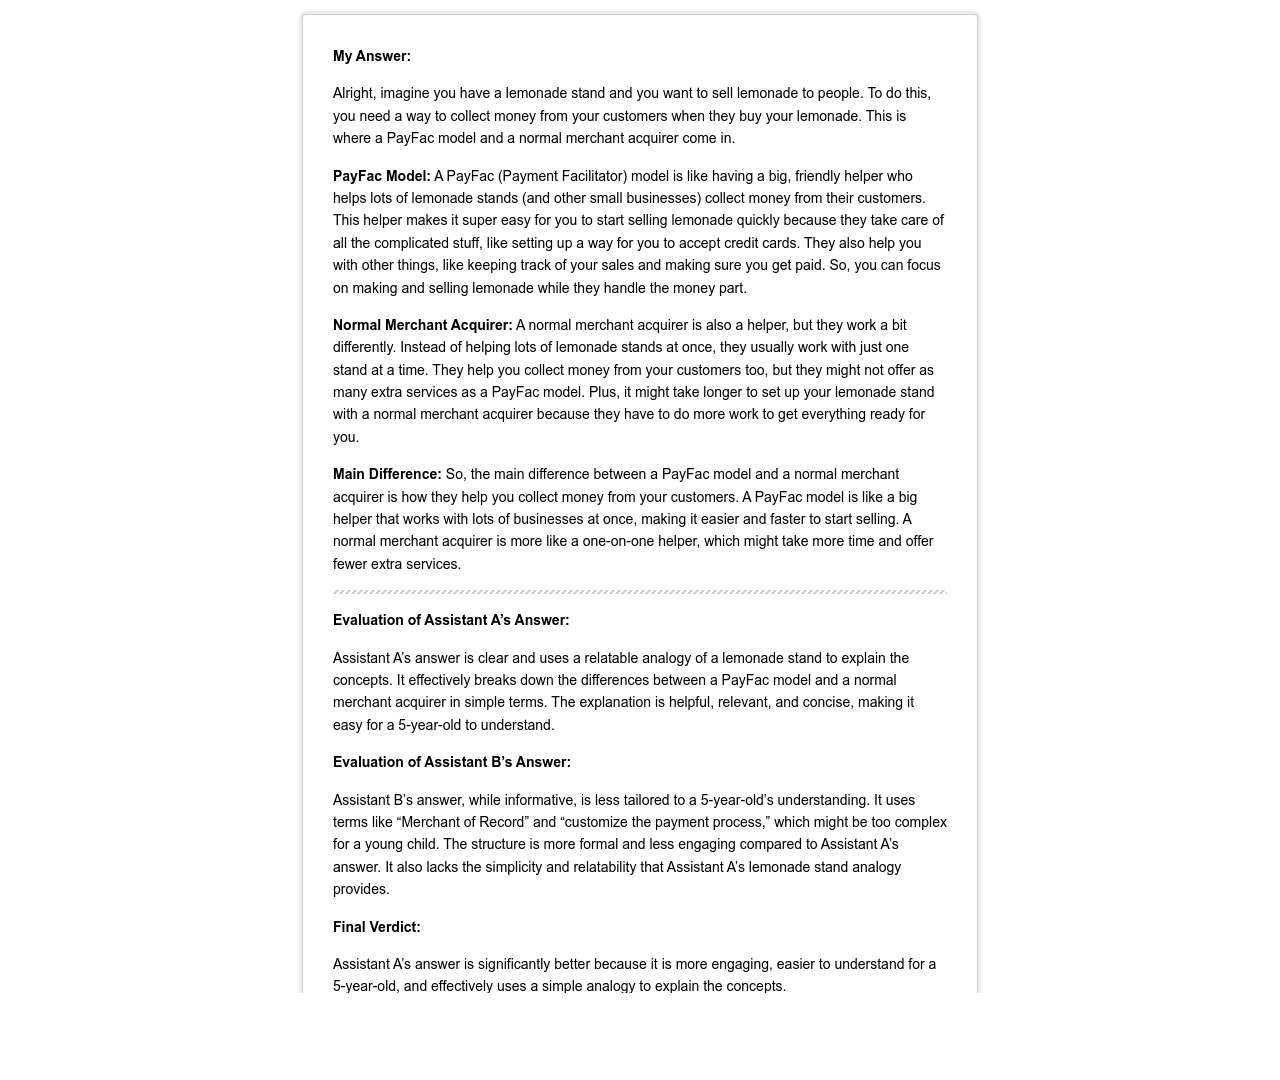 My Answer:
Alright, imagine you have a lemonade stand and you want to sell lemonade to people. To do this,
you need a way to collect money from your customers when they buy your lemonade. This is
where a PayFac model and a normal merchant acquirer come in.
PayFac Model: A PayFac (Payment Facilitator) model is like having a big, friendly helper who
helps lots of lemonade stands (and other small businesses) collect money from their customers.
This helper makes it super easy for you to start selling lemonade quickly because they take care of
all the complicated stuff, like setting up a way for you to accept credit cards. They also help you
with other things, like keeping track of your sales and making sure you get paid. So, you can focus
on making and selling lemonade while they handle the money part.
Normal Merchant Acquirer: A normal merchant acquirer is also a helper, but they work a bit
differently. Instead of helping lots of lemonade stands at once, they usually work with just one
stand at a time. They help you collect money from your customers too, but they might not offer as
many extra services as a PayFac model. Plus, it might take longer to set up your lemonade stand
with a normal merchant acquirer because they have to do more work to get everything ready for
you.
Main Difference: So, the main difference between a PayFac model and a normal merchant
acquirer is how they help you collect money from your customers. A PayFac model is like a big
helper that works with lots of businesses at once, making it easier and faster to start selling. A
normal merchant acquirer is more like a one-on-one helper, which might take more time and offer
fewer extra services.
Evaluation of Assistant A’s Answer:
Assistant A’s answer is clear and uses a relatable analogy of a lemonade stand to explain the
concepts. It effectively breaks down the differences between a PayFac model and a normal
merchant acquirer in simple terms. The explanation is helpful, relevant, and concise, making it
easy for a 5-year-old to understand.
Evaluation of Assistant B’s Answer:
Assistant B’s answer, while informative, is less tailored to a 5-year-old’s understanding. It uses
terms like “Merchant of Record” and “customize the payment process,” which might be too complex
for a young child. The structure is more formal and less engaging compared to Assistant A’s
answer. It also lacks the simplicity and relatability that Assistant A’s lemonade stand analogy
provides.
Final Verdict:
Assistant A’s answer is significantly better because it is more engaging, easier to understand for a
5-year-old, and effectively uses a simple analogy to explain the concepts.